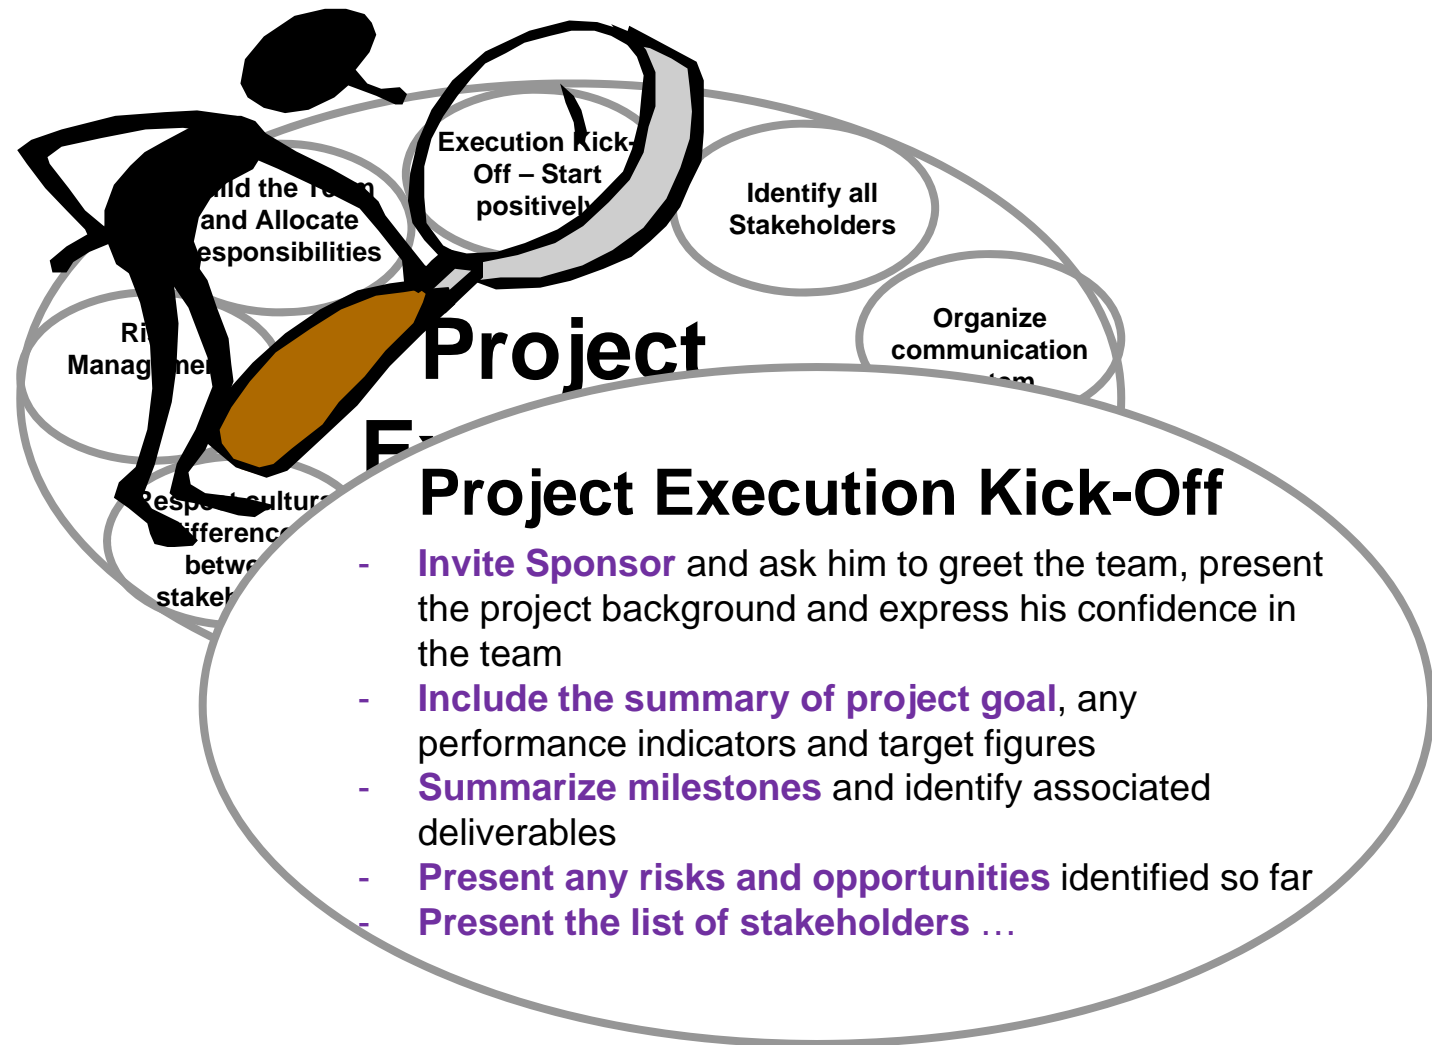 Execution Kick-
Off – Start
positively
and Allocate
Identify all
Stakeholders
Organize
communication
Project
Project Execution Kick-Off
- Invite Sponsor and ask him to greet the team, present
the project background and express his confidence in
the team
- Include the summary of project goal, any
performance indicators and target figures
- Summarize milestones and identify associated
deliverables
- Present any risks and opportunities identified so far
- Present the list of stakeholders …